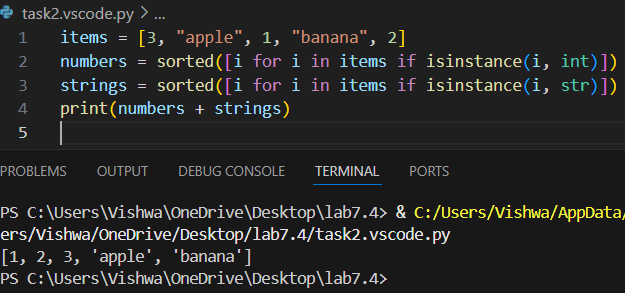 task2.vscode.py > ...
1 items = [3, "apple", 1, "banana", 2]
2 numbers = sorted([i for i in items if isinstance(i, int)])
3 strings = sorted([i for i in items if isinstance(i, str)])
4 print(numbers + strings)
5
PROBLEMS OUTPUT DEBUG CONSOLE TERMINAL PORTS
PS C:\Users\Vishwa\OneDrive\Desktop\lab7.4> & C:/Users/Vishwa/AppData/
ers/Vishwa/OneDrive/Desktop/lab7.4/task2.vscode.py
[1, 2, 3, 'apple', 'banana']
PS C:\Users\Vishwa\OneDrive\Desktop\lab7.4>